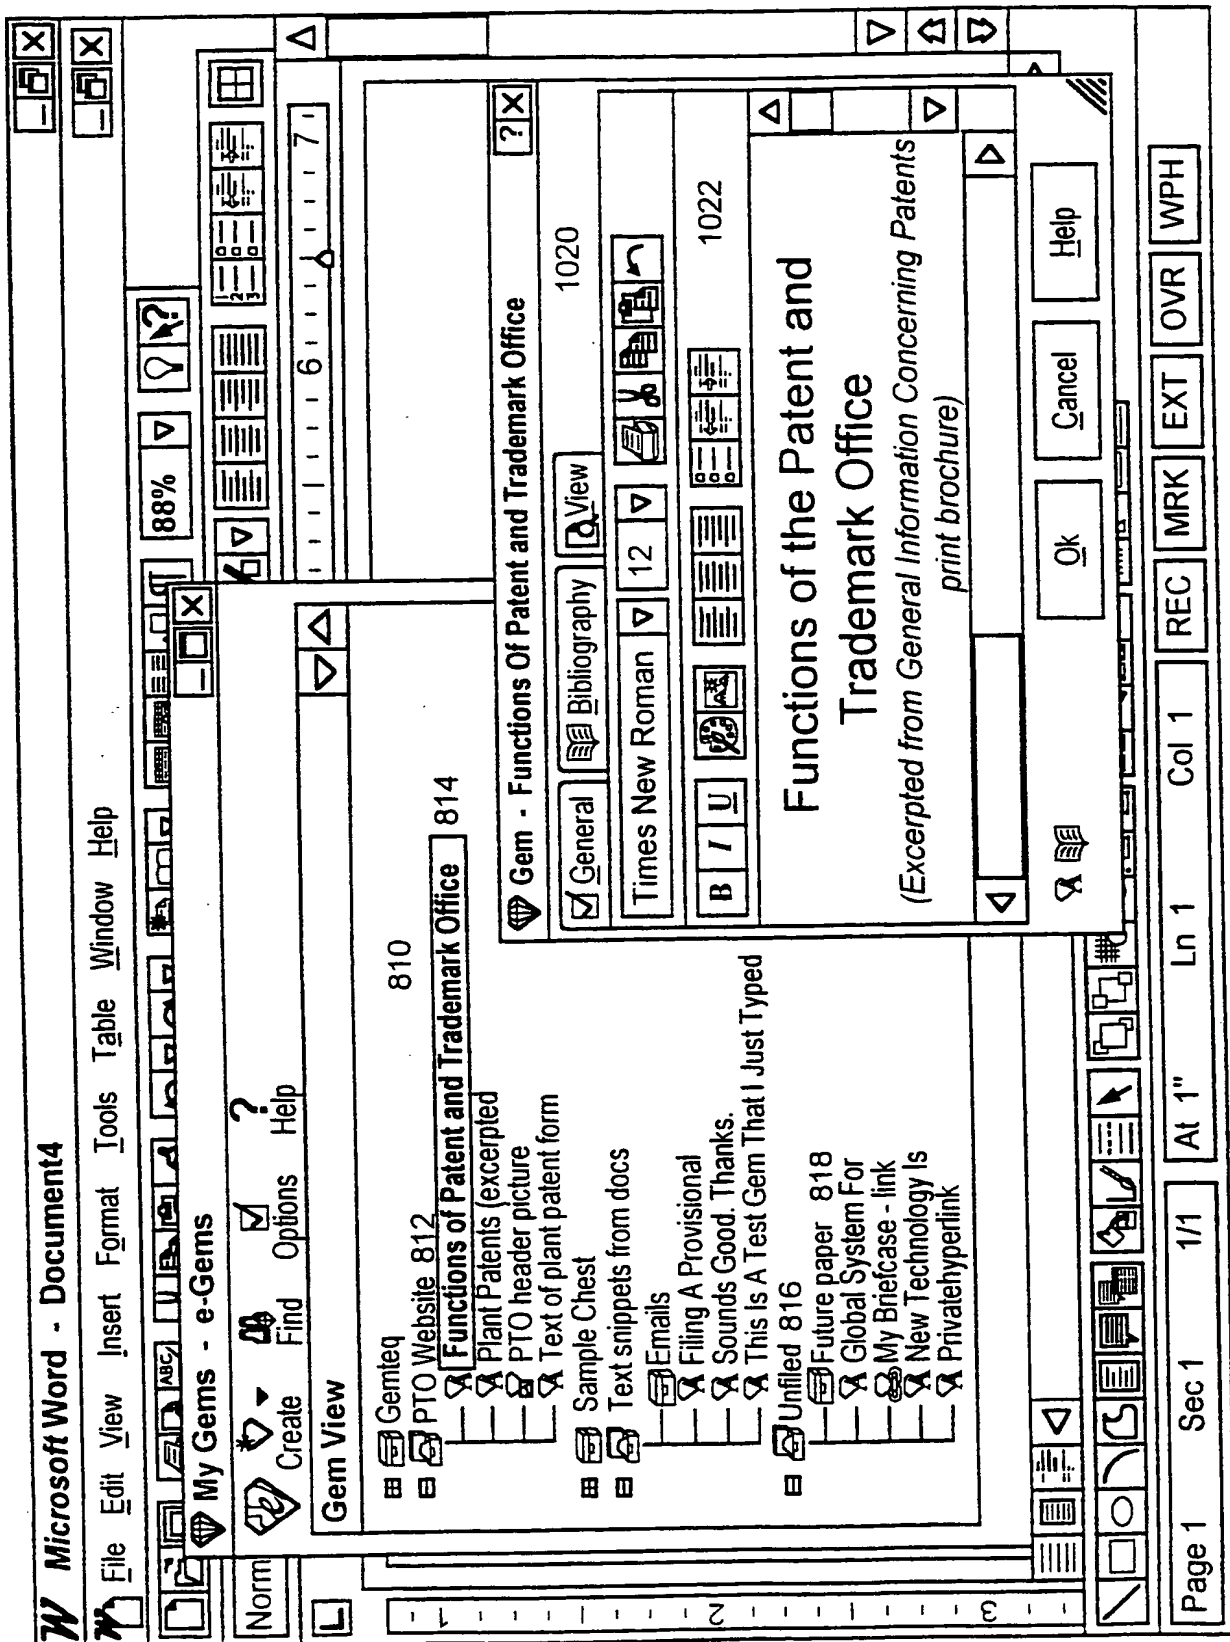 Microsoft Word - Document4
File Edit View Insert Format Tools Table Window Help
ABC
88%
?
Norm
My Gems - e-Gems
Create Find Options Help
Gem View
6 7
Gemteq 810
PTO Website 812
Functions of Patent and Trademark Office 814
Plant Patents (excerpted
PTO header picture
Text of plant patent form
Sample Chest
Text snippets from docs
Emails
Filing A Provisional
Sounds Good. Thanks.
This Is A Test Gem That I Just Typed
Unfiled 816
Future paper 818
Global System For
My Briefcase - link
New Technology Is
Privatehyperlink
Gem - Functions Of Patent and Trademark Office
General Bibliography View 1020
Times New Roman 12
B I U 1022
Functions of the Patent and
Trademark Office
(Excerpted from General Information Concerning Patents
print brochure)
Ok Cancel Help
1
2
3
Page 1 Sec 1 1/1 At 1" Ln 1 Col 1 REC MRK EXT OVR WPH